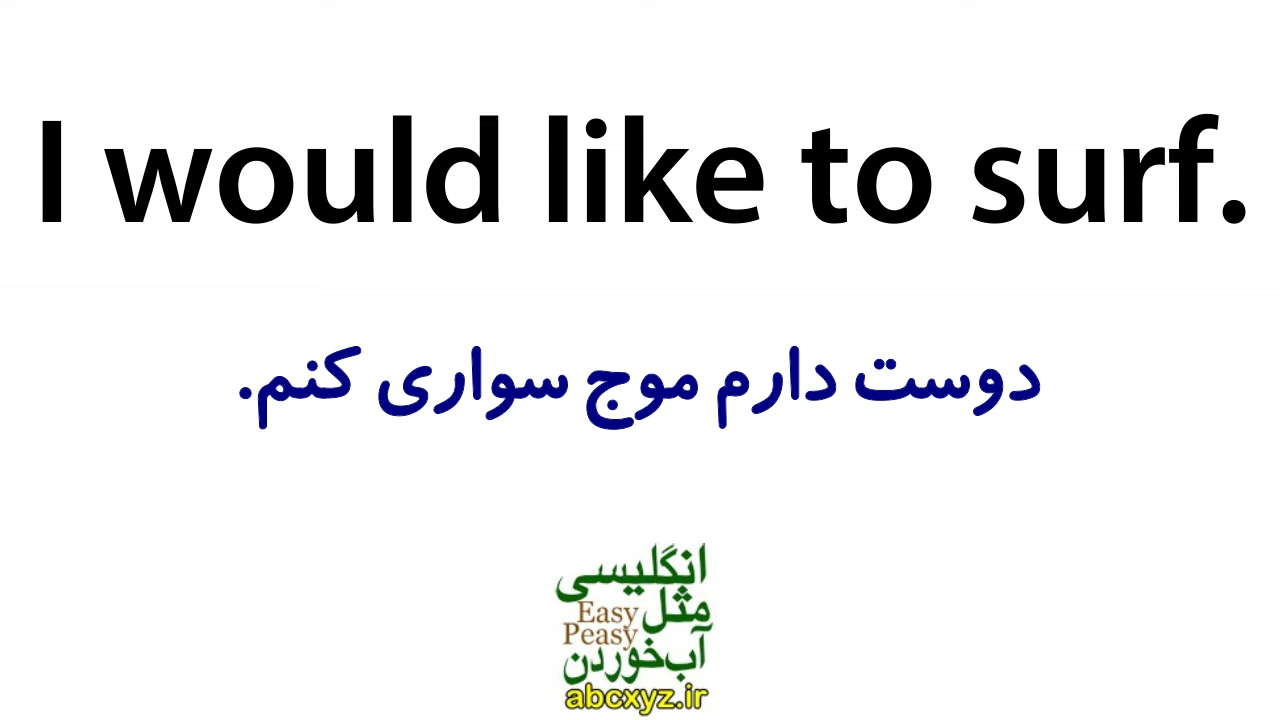 I would like to surf.
دوست دارم موج سواری کنم.
انگلیسی
مثل
Easy
Peasy
آب‌خوردن
abcxyz.ir